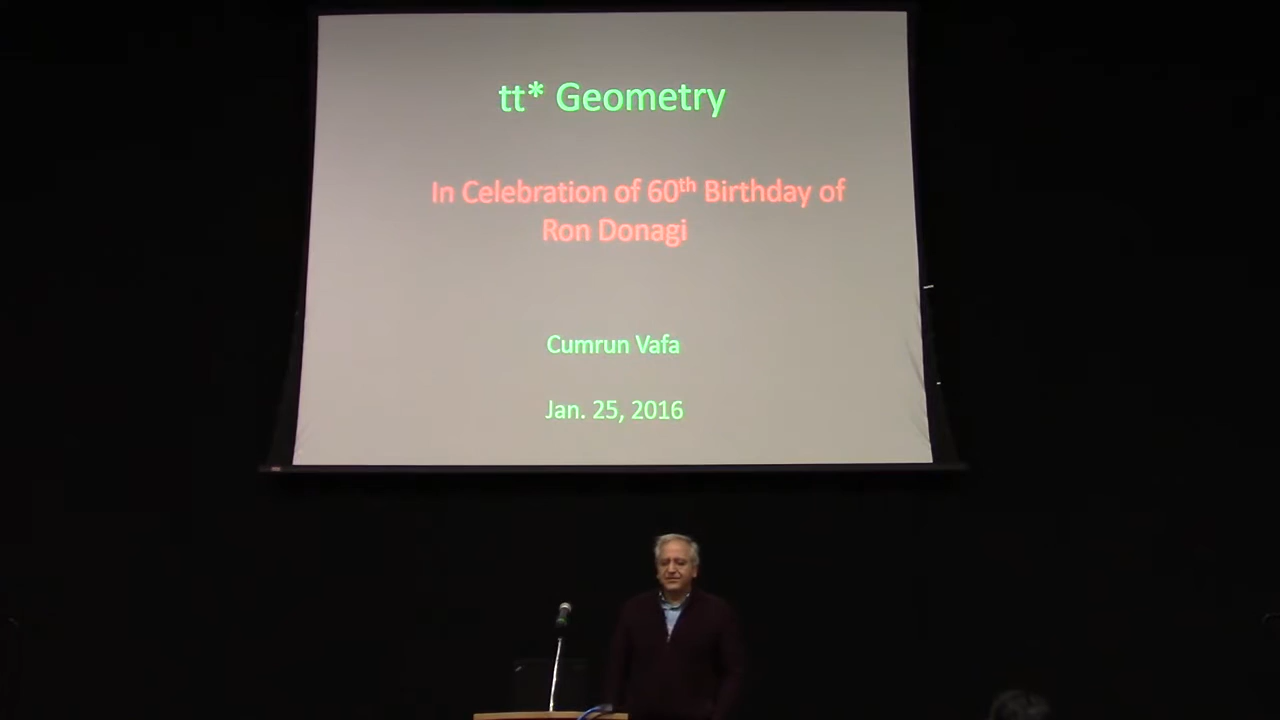 tt* Geometry
In Celebration of 60th Birthday of
Ron Donagi
Cumrun Vafa
Jan. 25, 2016